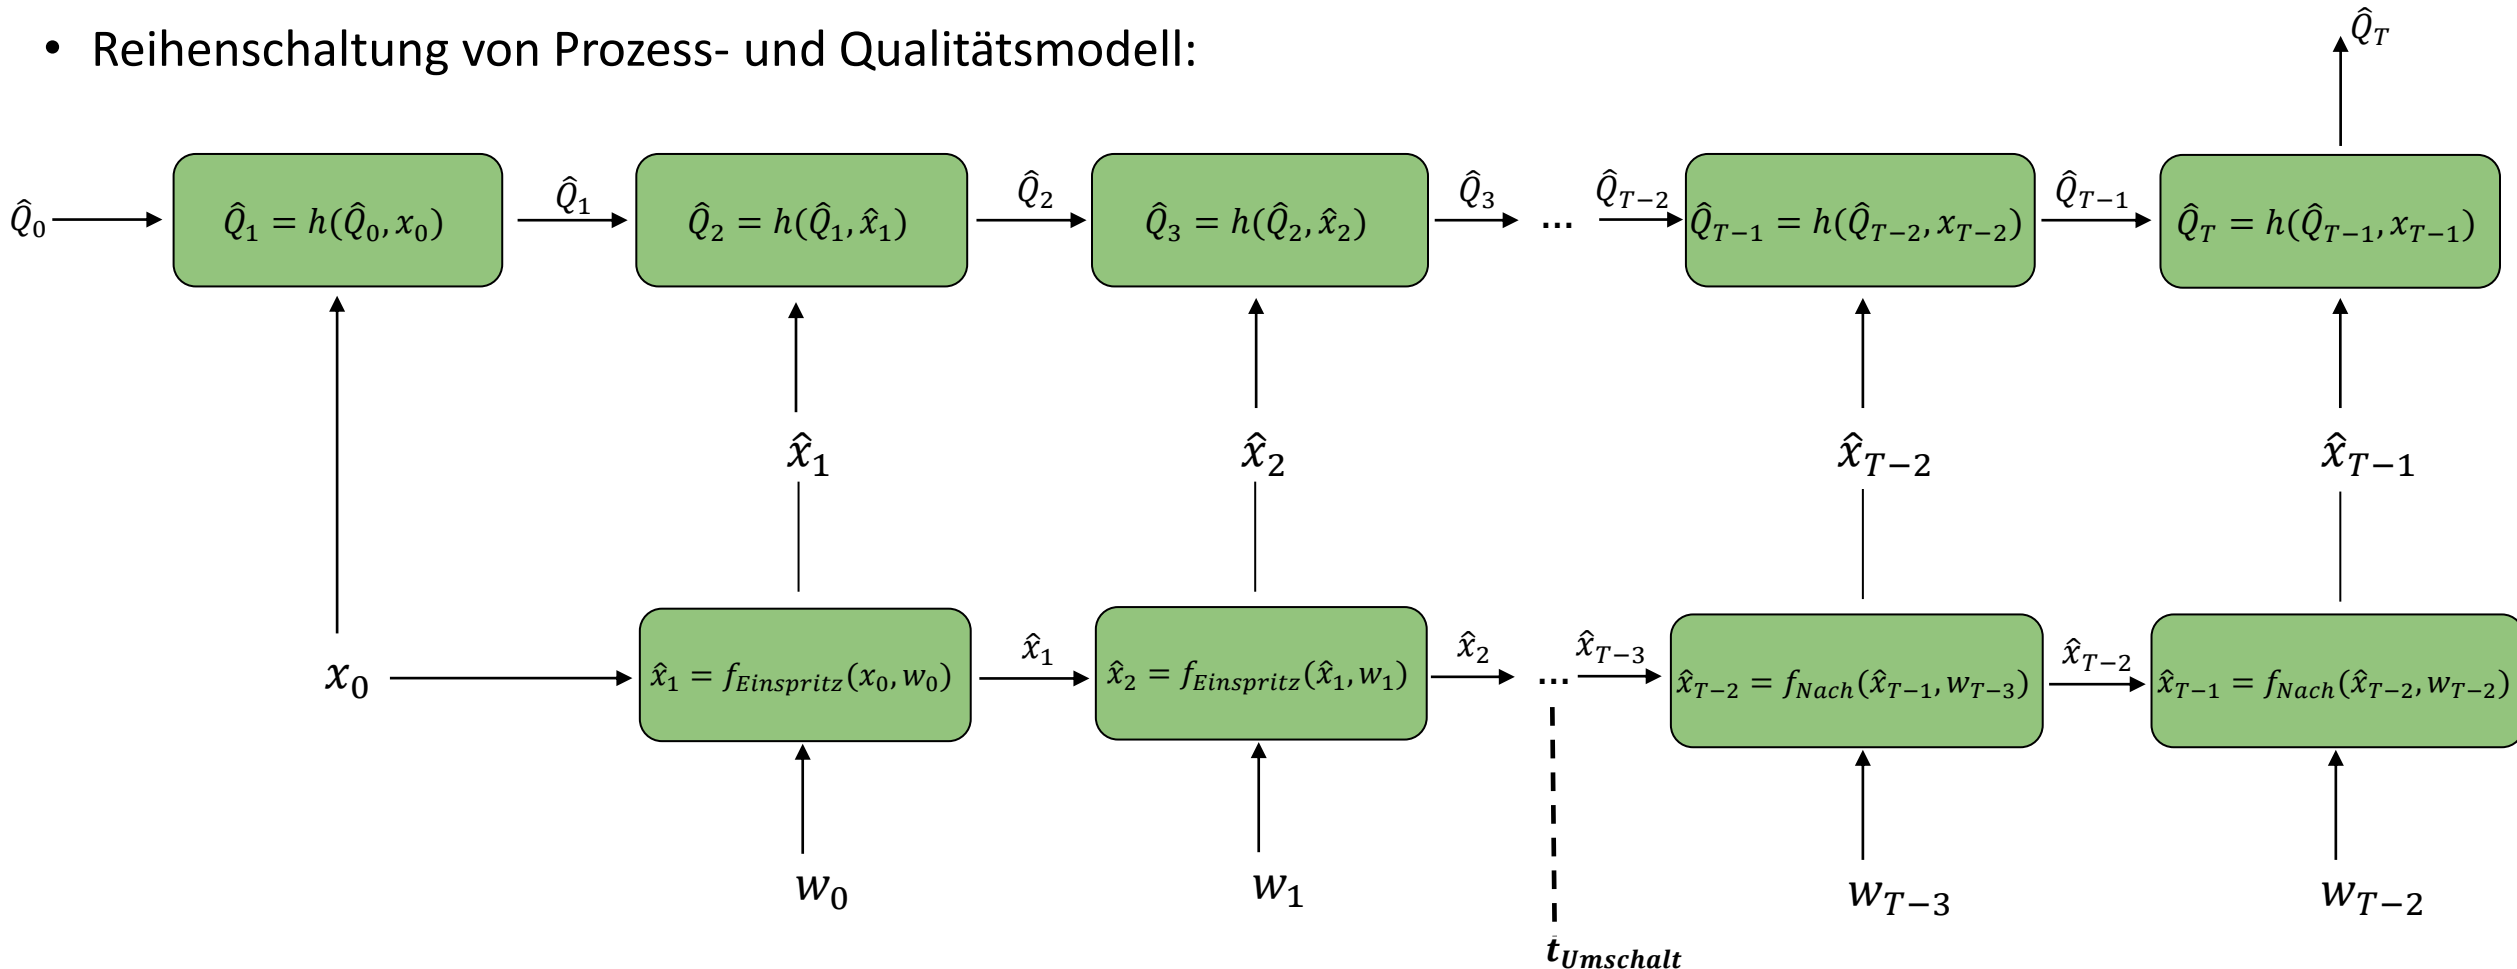 • Reihenschaltung von Prozess- und Qualitätsmodell:
Q̂_T
Q̂_0
Q̂_1 = h(Q̂_0, x_0)
Q̂_1
Q̂_2 = h(Q̂_1, x̂_1)
Q̂_2
Q̂_3 = h(Q̂_2, x̂_2)
Q̂_3
...
Q̂_{T−2}
Q̂_{T−1} = h(Q̂_{T−2}, x_{T−2})
Q̂_{T−1}
Q̂_T = h(Q̂_{T−1}, x_{T−1})
x̂_1
x̂_2
x̂_{T−2}
x̂_{T−1}
x_0
x̂_1 = f_{Einspritz}(x_0, w_0)
x̂_1
x̂_2 = f_{Einspritz}(x̂_1, w_1)
x̂_2
...
x̂_{T−3}
x̂_{T−2} = f_{Nach}(x̂_{T−1}, w_{T−3})
x̂_{T−2}
x̂_{T−1} = f_{Nach}(x̂_{T−2}, w_{T−2})
w_0
w_1
w_{T−3}
w_{T−2}
t_{Umschalt}